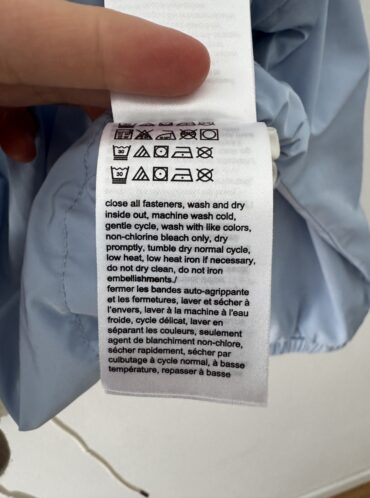 30
30
close all fasteners, wash and dry
inside out, machine wash cold,
gentle cycle, wash with like colors,
non-chlorine bleach only, dry
promptly, tumble dry normal cycle,
low heat, low heat iron if necessary,
do not dry clean, do not iron
embellishments./
fermer les bandes auto-agrippante
et les fermetures, laver et sécher à
l'envers, laver à la machine à l'eau
froide, cycle délicat, laver en
séparant les couleurs, seulement
agent de blanchiment non-chlore,
sécher rapidement, sécher par
culbutage à cycle normal, à basse
température, repasser à basse